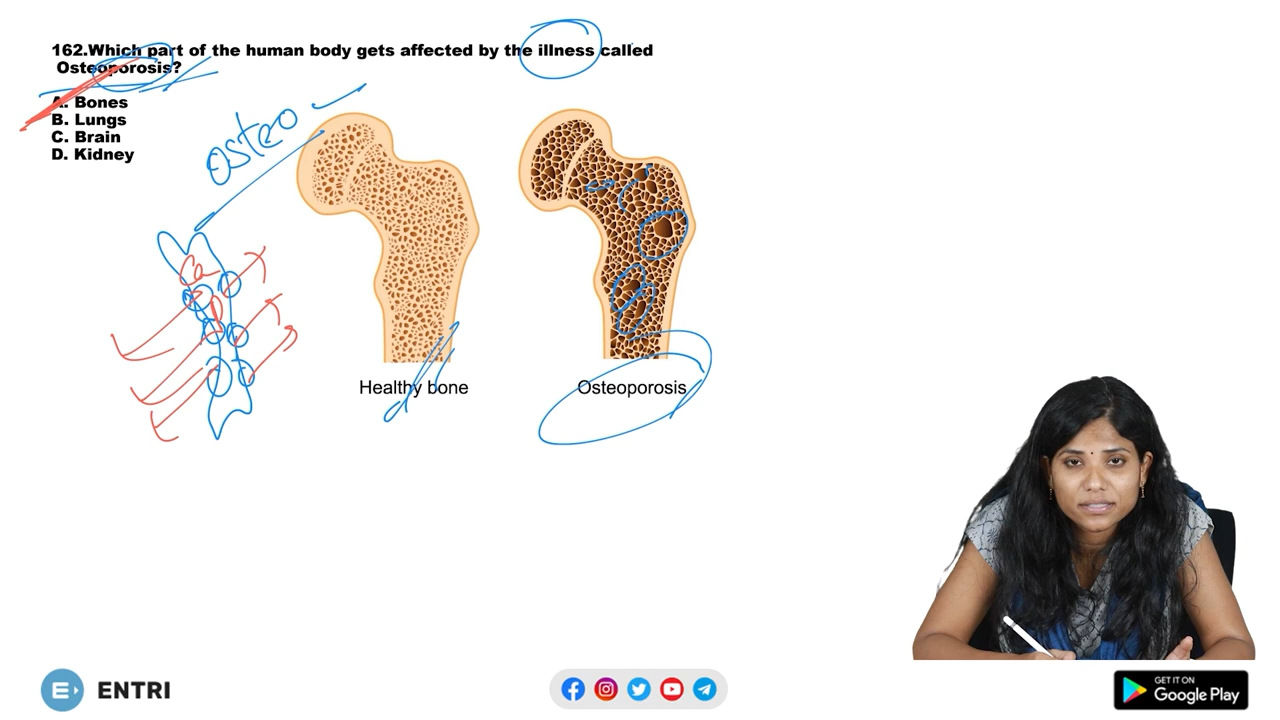 162.Which part of the human body gets affected by the illness called
Osteoporosis?
A. Bones
B. Lungs
C. Brain
D. Kidney
osteo
Ca
P
Healthy bone
Osteoporosis
ENTRI
GET IT ON
Google Play